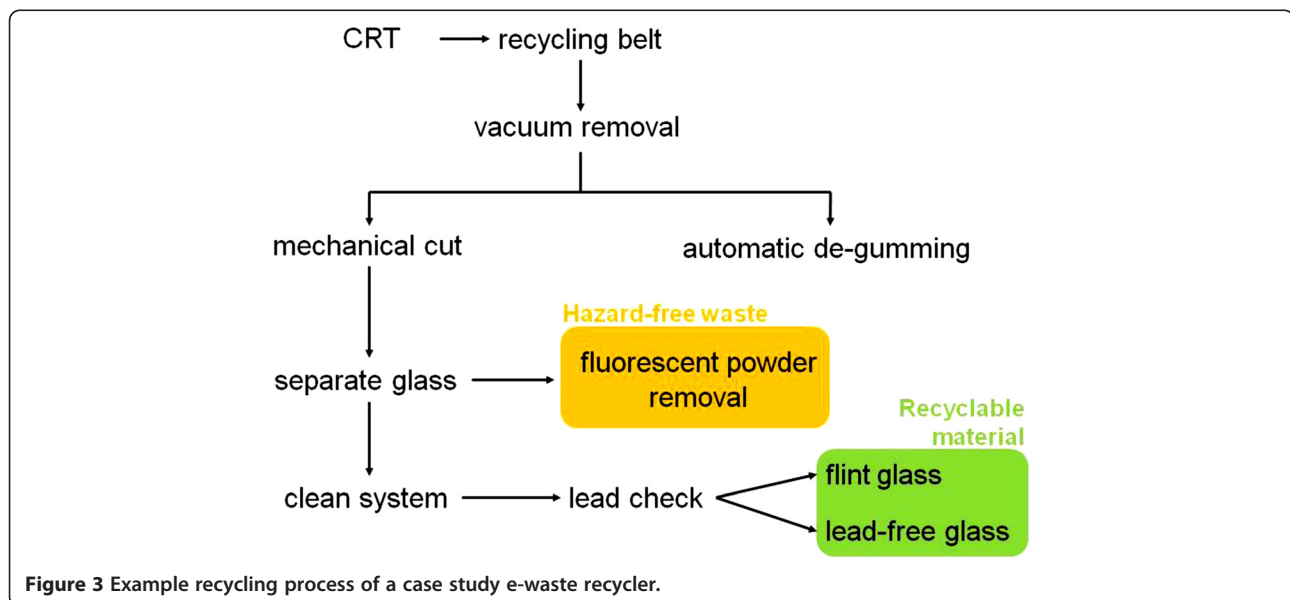 CRT
recycling belt
vacuum removal
mechanical cut
automatic de-gumming
Hazard-free waste
fluorescent powder
removal
separate glass
Recyclable
material
flint glass
clean system
lead check
lead-free glass
Figure 3 Example recycling process of a case study e-waste recycler.